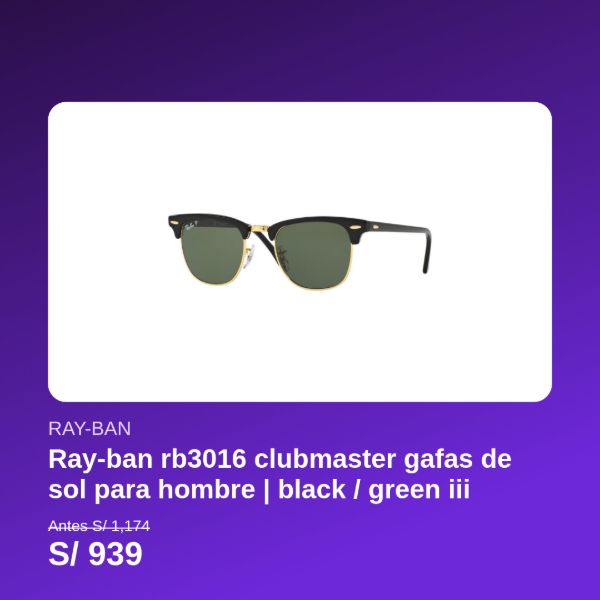 RAY-BAN
Ray-ban rb3016 clubmaster gafas de
sol para hombre | black / green iii
Antes S/ 1,174
S/ 939